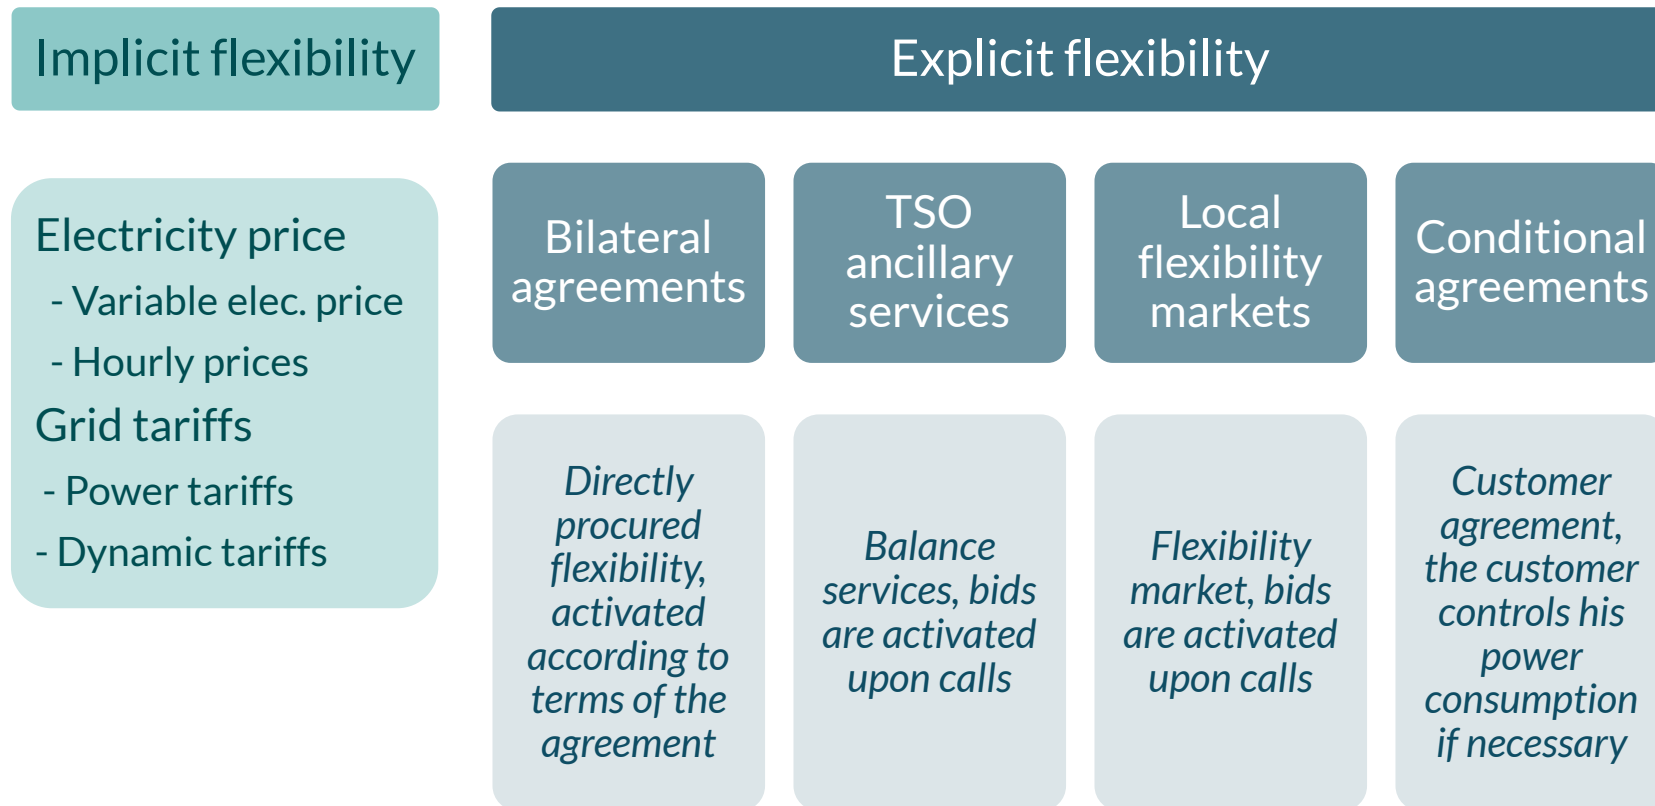 Implicit flexibility
Explicit flexibility
Electricity price
- Variable elec. price
- Hourly prices
Grid tariffs
- Power tariffs
- Dynamic tariffs
Bilateral
agreements
TSO
ancillary
services
Local
flexibility
markets
Conditional
agreements
Directly
procured
flexibility,
activated
according to
terms of the
agreement
Balance
services, bids
are activated
upon calls
Flexibility
market, bids
are activated
upon calls
Customer
agreement,
the customer
controls his
power
consumption
if necessary